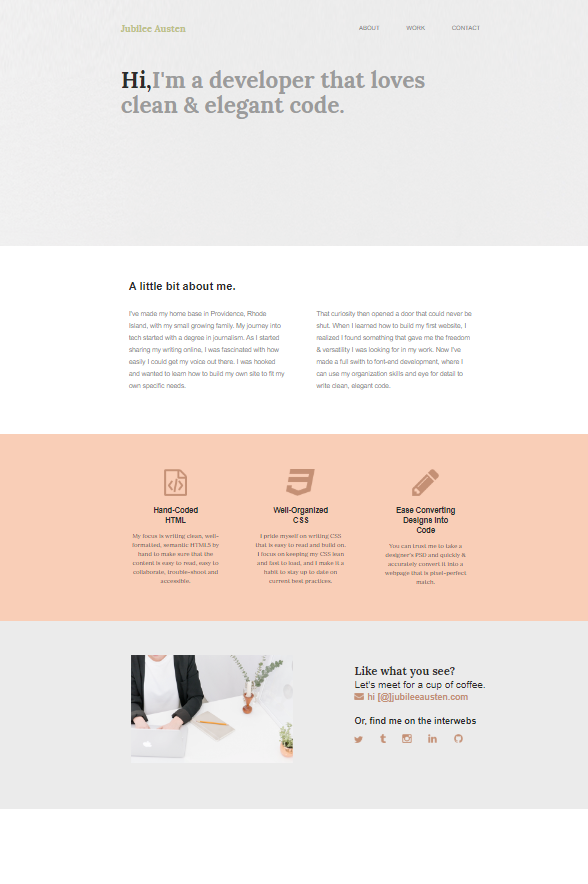 Jubilee Austen
ABOUT WORK CONTACT
Hi,I'm a developer that loves
clean & elegant code.
A little bit about me.
I've made my home base in Providence, Rhode
Island, with my small growing family. My journey into
tech started with a degree in journalism. As I started
sharing my writing online, I was fascinated with how
easily I could get my voice out there. I was hooked
and wanted to learn how to build my own site to fit my
own specific needs.
That curiosity then opened a door that could never be
shut. When I learned how to build my first website, I
realized I found something that gave me the freedom
& versatility I was looking for in my work. Now I've
made a full swith to font-end development, where I
can use my organization skills and eye for detail to
write clean, elegant code.
Hand-Coded
HTML
My focus is writing clean, well-
formatted, semantic HTML5 by
hand to make sure that the
content is easy to read, easy to
collaborate, trouble-shoot and
accessible.
Well-Organized
CSS
I pride myself on writing CSS
that is easy to read and build on.
I focus on keeping my CSS lean
and fast to load, and I make it a
habit to stay up to date on
current best practices.
Ease Converting
Designs Into
Code
You can trust me to take a
designer's PSD and quickly &
accurately convert it into a
webpage that is pixel-perfect
match.
Like what you see?
Let's meet for a cup of coffee.
hi [@]jubileeausten.com
Or, find me on the interwebs